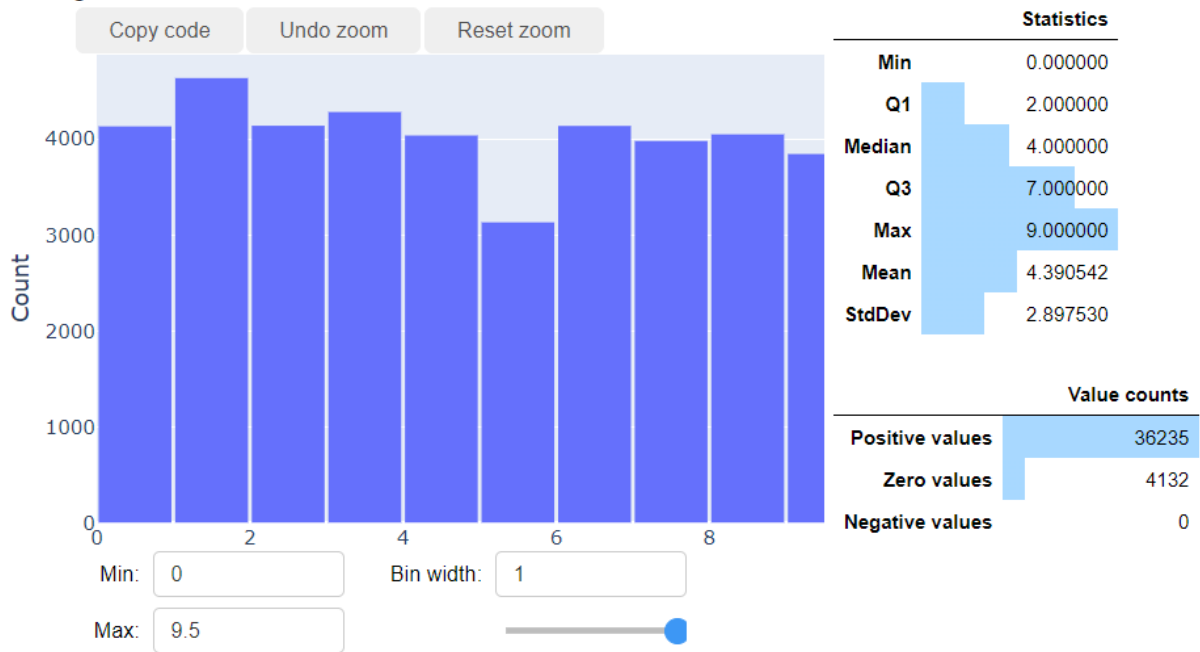 Copy code Undo zoom Reset zoom
Count
4000
3000
2000
1000
0
0 2 4 6 8
Min: 0 Bin width: 1
Max: 9.5
Statistics
Min 0.000000
Q1 2.000000
Median 4.000000
Q3 7.000000
Max 9.000000
Mean 4.390542
StdDev 2.897530
Value counts
Positive values 36235
Zero values 4132
Negative values 0